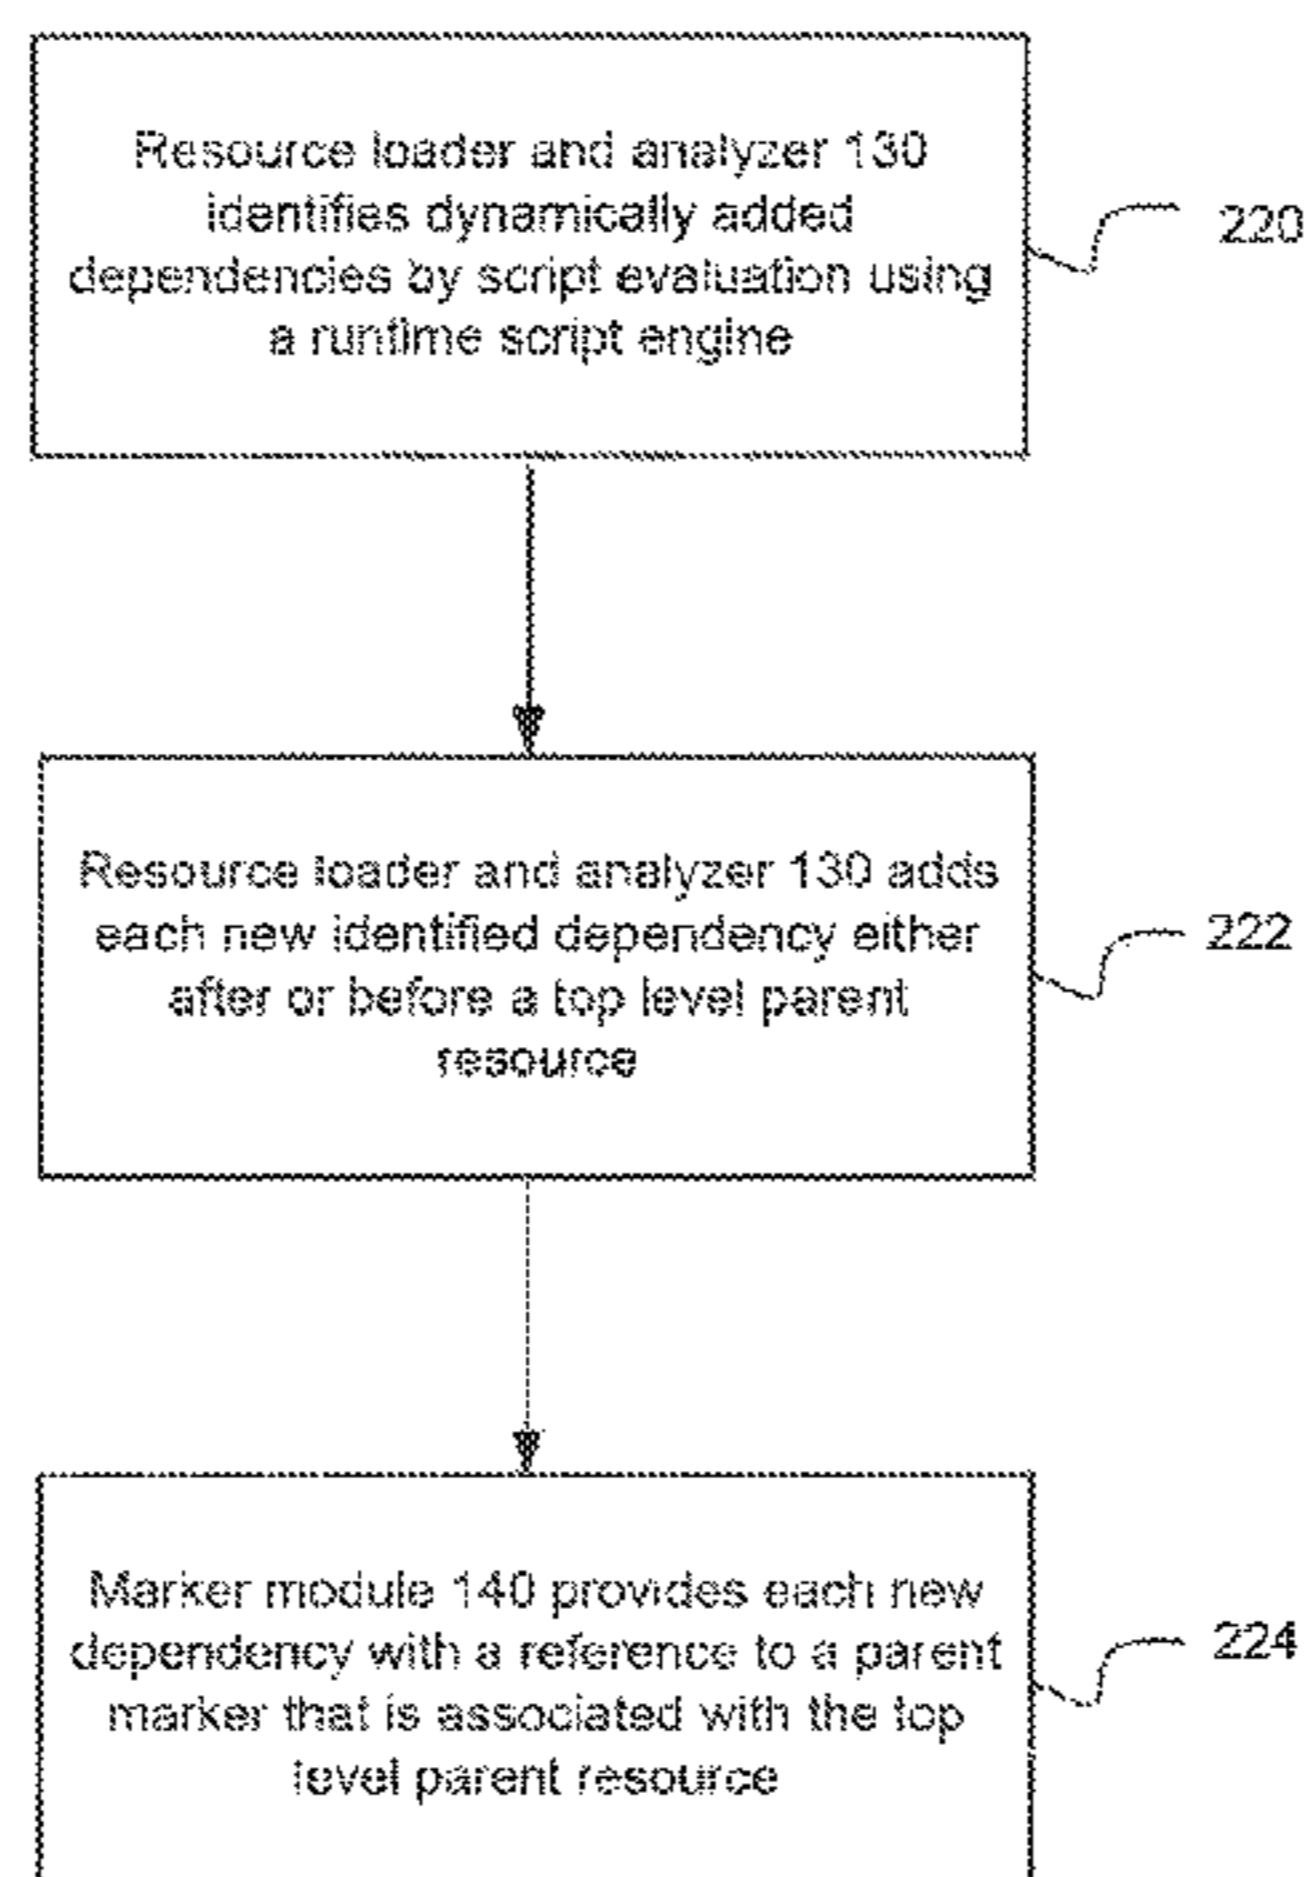 Resource loader and analyzer 130
identifies dynamically added
dependencies by script evaluation using
a runtime script engine
220
Resource loader and analyzer 130 adds
each new identified dependency either
after or before a top level parent
resource
222
Marker module 140 provides each new
dependency with a reference to a parent
marker that is associated with the top
level parent resource
224